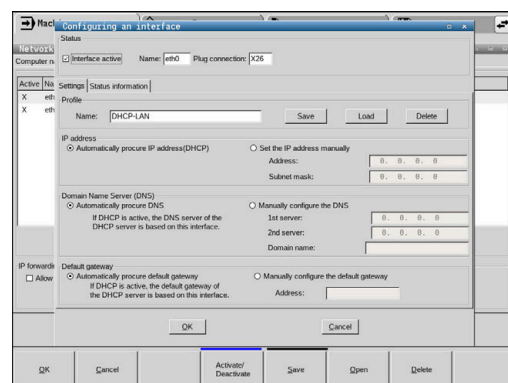 Configuring an interface
Status
Interface active Name: eth0 Plug connection: X26
Computer n
Active Na
X eth
X eth
Settings Status information
Profile
Name: DHCP-LAN Save Load Delete
IP address
Automatically procure IP address(DHCP) Set the IP address manually
Address: 0. 0. 0. 0
Subnet mask: 0. 0. 0. 0
Domain Name Server (DNS)
Automatically procure DNS Manually configure the DNS
If DHCP is active, the DNS server of the 1st server: 0. 0. 0. 0
DHCP server is based on this interface. 2nd server: 0. 0. 0. 0
Domain name:
IP forwardi
Allow
Default gateway
Automatically procure default gateway Manually configure the default gateway
If DHCP is active, the default gateway of
the DHCP server is based on this interface. Address:
OK Cancel
OK Cancel Activate/ Save Open Delete
Deactivate